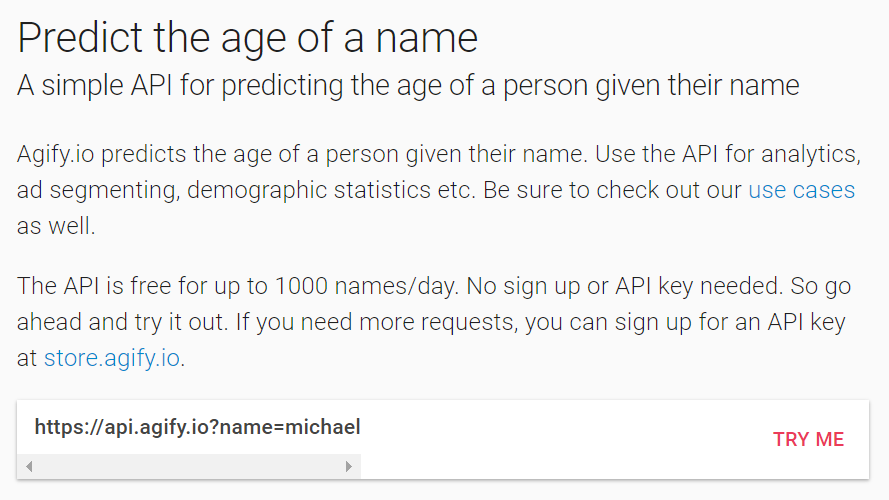 Predict the age of a name
A simple API for predicting the age of a person given their name
Agify.io predicts the age of a person given their name. Use the API for analytics,
ad segmenting, demographic statistics etc. Be sure to check out our use cases
as well.
The API is free for up to 1000 names/day. No sign up or API key needed. So go
ahead and try it out. If you need more requests, you can sign up for an API key
at store.agify.io.
https://api.agify.io?name=michael
TRY ME